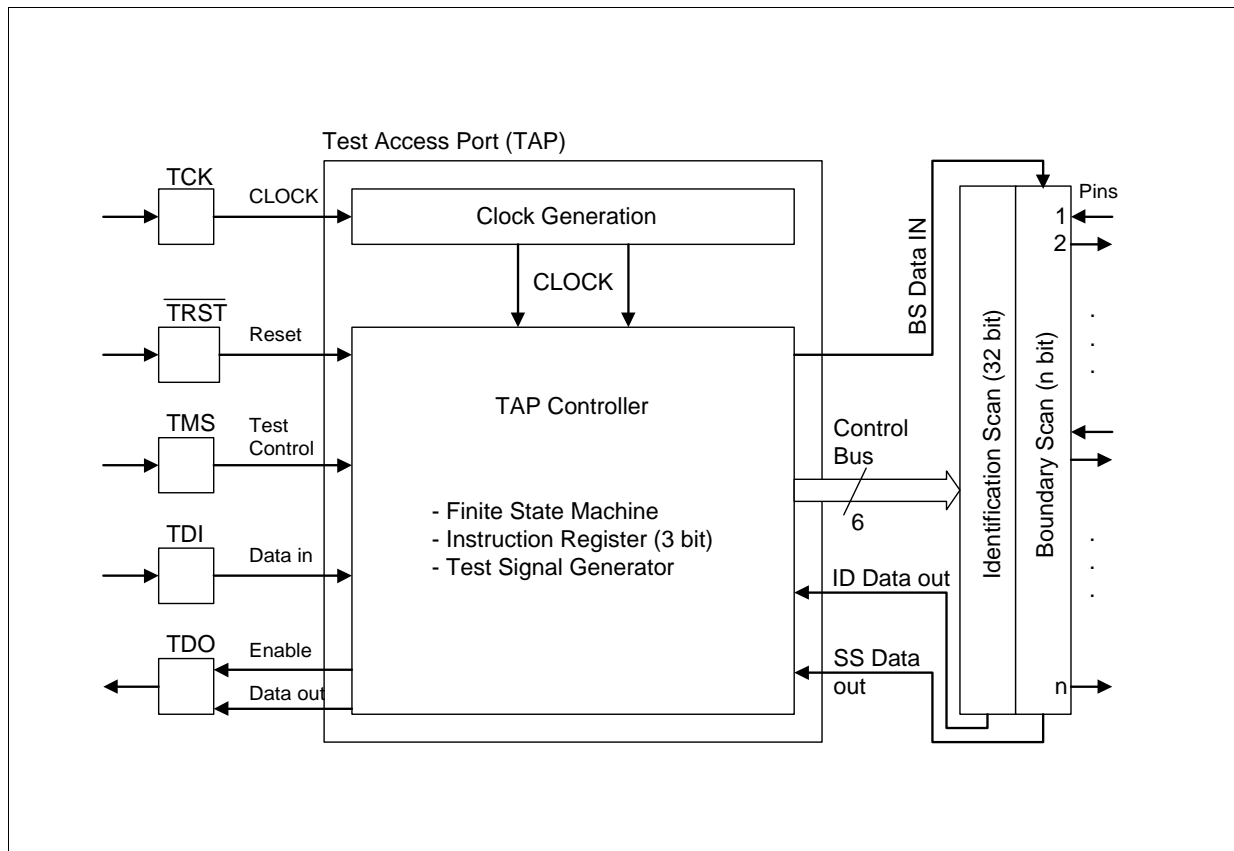 Test Access Port (TAP)
TCK
CLOCK
Clock Generation
CLOCK
TRST
Reset
TMS
Test
Control
TDI
Data in
TDO
Enable
Data out
TAP Controller
- Finite State Machine
- Instruction Register (3 bit)
- Test Signal Generator
BS Data IN
Control
Bus
6
ID Data out
SS Data
out
Identification Scan (32 bit)
Boundary Scan (n bit)
Pins
1
2
.
.
.
.
.
.
n